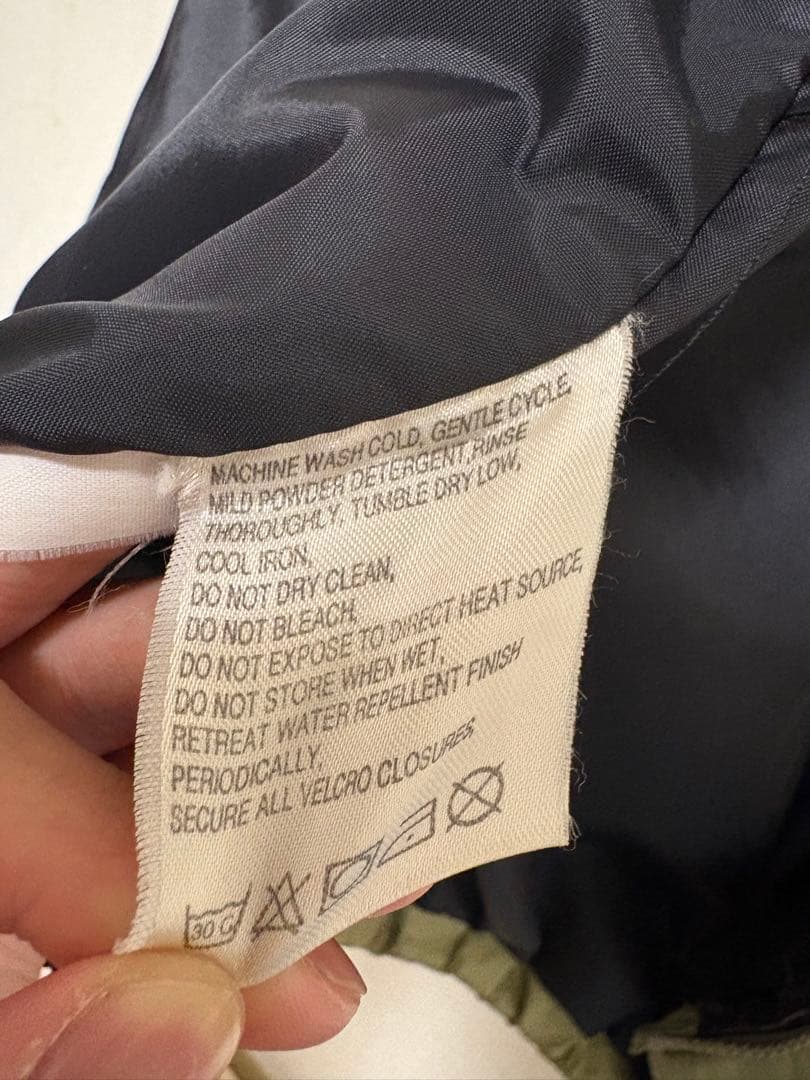 MACHINE WASH COLD, GENTLE CYCLE,
MILD POWDER DETERGENT, RINSE
THOROUGHLY, TUMBLE DRY LOW,
COOL IRON,
DO NOT DRY CLEAN,
DO NOT BLEACH,
DO NOT EXPOSE TO DIRECT HEAT SOURCE,
DO NOT STORE WHEN WET,
RETREAT WATER REPELLENT FINISH
PERIODICALLY,
SECURE ALL VELCRO CLOSURES,
30 C